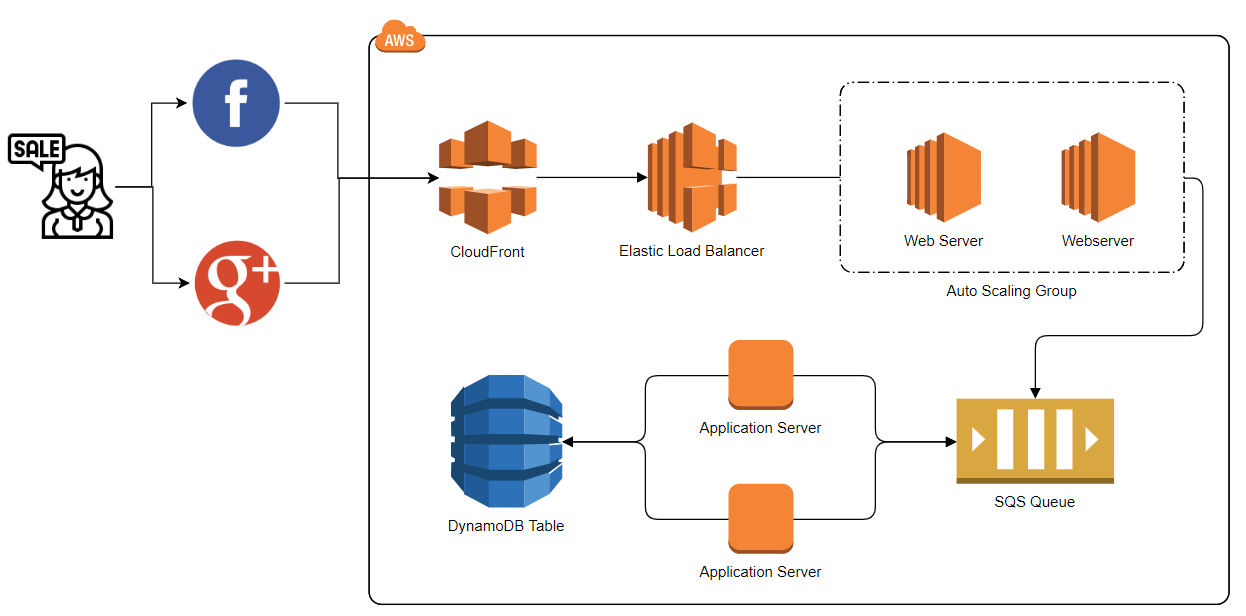 AWS
SALE
f
g+
CloudFront
Elastic Load Balancer
Web Server
Webserver
Auto Scaling Group
Application Server
SQS Queue
DynamoDB Table
Application Server